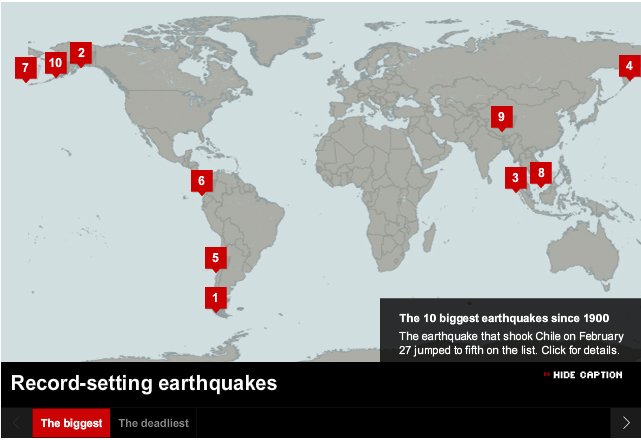 2
7
10
4
9
3
8
6
5
1
The 10 biggest earthquakes since 1900
The earthquake that shook Chile on February
27 jumped to fifth on the list. Click for details.
HIDE CAPTION
Record-setting earthquakes
The biggest
The deadliest